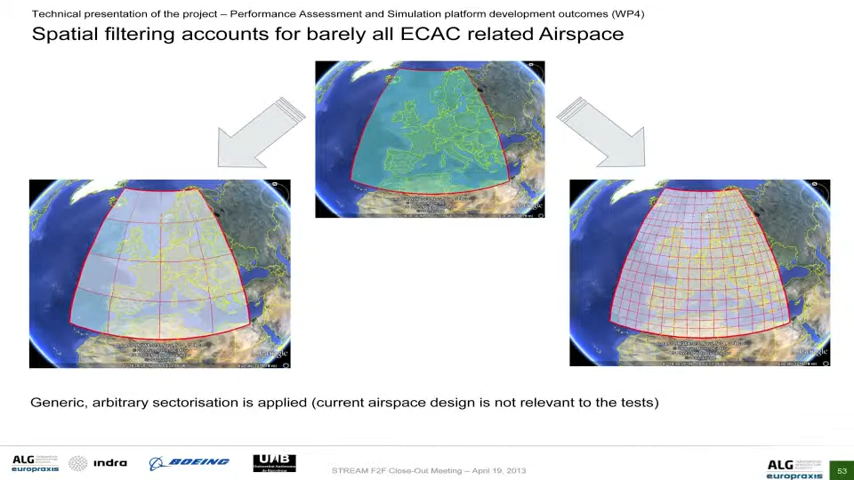 Technical presentation of the project – Performance Assessment and Simulation platform development outcomes (WP4)
Spatial filtering accounts for barely all ECAC related Airspace
Generic, arbitrary sectorisation is applied (current airspace design is not relevant to the tests)
ALG
europraxis
indra
BOEING
UAB
STREAM F2F Close-Out Meeting – April 19, 2013
ALG
europraxis
53